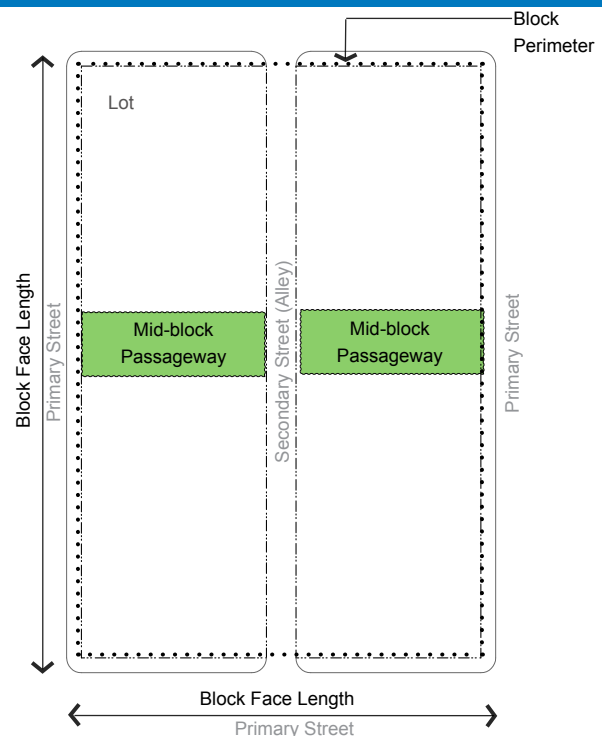 Block
Perimeter
Lot
Block Face Length
Primary Street
Mid-block
Passageway
Secondary Street (Alley)
Mid-block
Passageway
Primary Street
Block Face Length
Primary Street